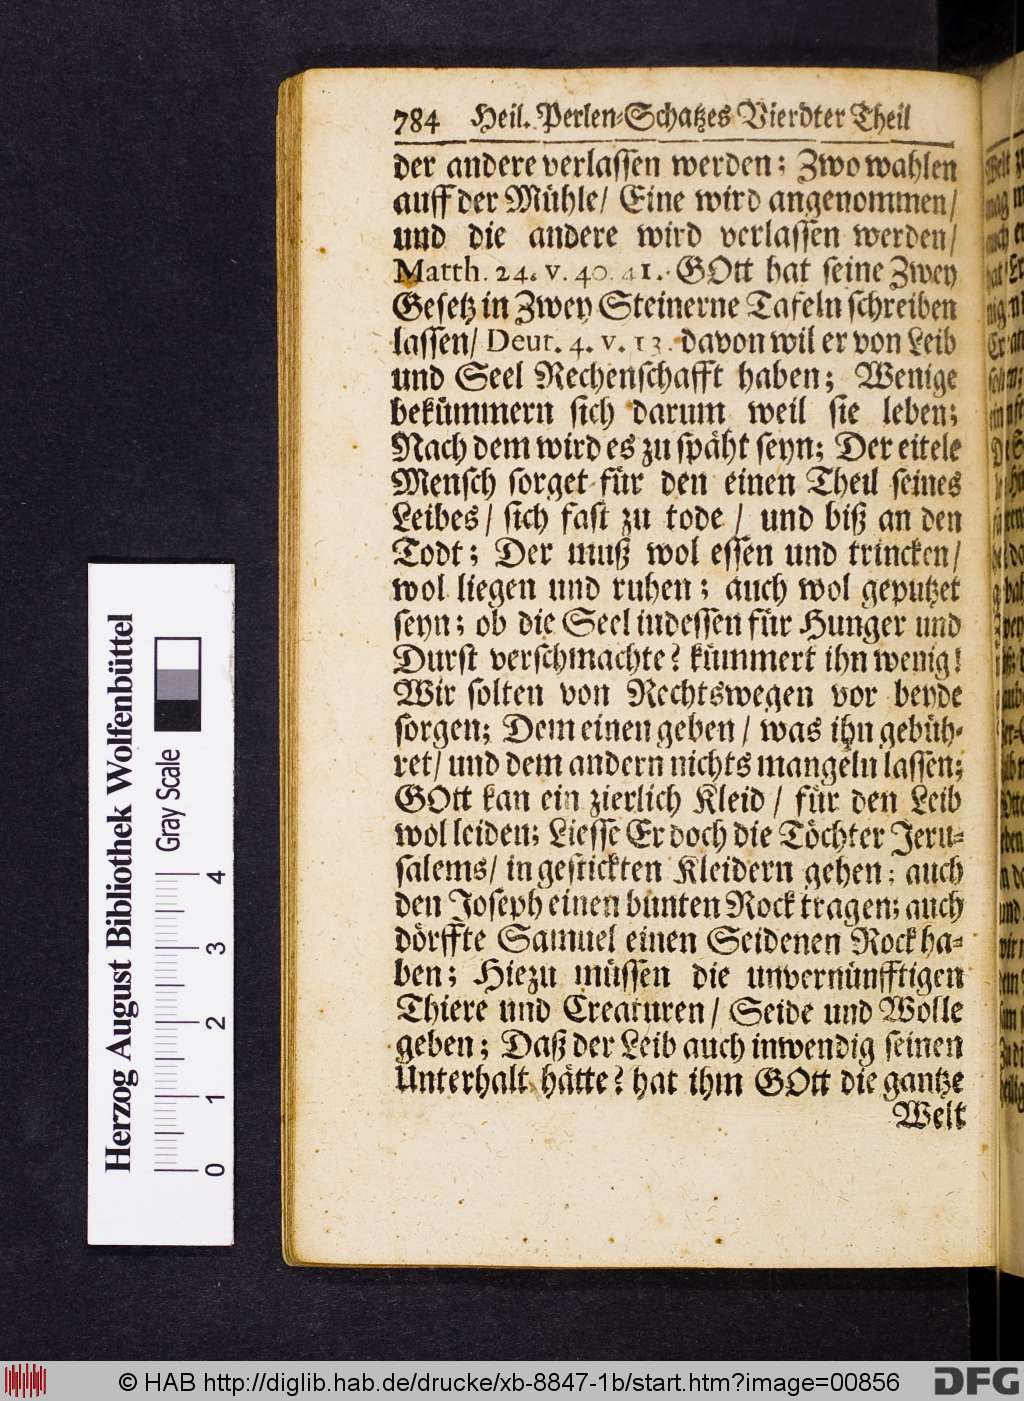 784 Heil. Perlen-Schatzes Vierdter Theil
der andere verlassen werden; Zwo wahlen
auff der Mühle/ Eine wird angenommen/
und die andere wird verlassen werden/
Matth. 24. v. 40. 41. GOtt hat seine Zwey
Gesetz in Zwey Steinerne Tafeln schreiben
lassen/ Deut. 4. v. 13. davon wil er von Leib
und Seel Rechenschafft haben; Wenige
bekümmern sich darum weil sie leben;
Nach dem wird es zu späht seyn; Der eitele
Mensch sorget für den einen Theil seines
Leibes/ sich fast zu tode/ und biß an den
Todt; Der muß wol essen und trincken/
wol liegen und ruhen; auch wol geputzet
seyn; ob die Seel indessen für Hunger und
Durst verschmachte? kümmert ihn wenig!
Wir solten von Rechtswegen vor beyde
sorgen; Dem einen geben/ was ihn gebüh-
ret/ und dem andern nichts mangeln lassen;
GOtt kan ein zierlich Kleid/ für den Leib
wol leiden; Liesse Er doch die Töchter Jeru-
salems/ in gestickten Kleidern gehen; auch
den Joseph einen bunten Rock tragen; auch
dörffte Samuel einen Seidenen Rock ha-
ben; Hiezu müssen die unvernünfftigen
Thiere und Creaturen/ Seide und Wolle
geben; Daß der Leib auch inwendig seinen
Unterhalt hätte? hat ihm GOtt die gantze
Welt
Herzog August Bibliothek Wolfenbüttel
Gray Scale
0 1 2 3 4
© HAB http://diglib.hab.de/drucke/xb-8847-1b/start.htm?image=00856
DFG